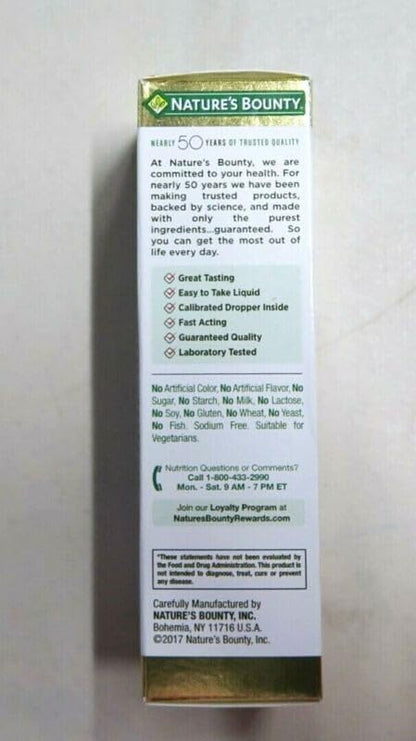 NATURE'S BOUNTY
NEARLY 50 YEARS OF TRUSTED QUALITY
At Nature's Bounty, we are
committed to your health. For
nearly 50 years we have been
making trusted products,
backed by science, and made
with only the purest
ingredients...guaranteed. So
you can get the most out of
life every day.
Great Tasting
Easy to Take Liquid
Calibrated Dropper Inside
Fast Acting
Guaranteed Quality
Laboratory Tested
No Artificial Color, No Artificial Flavor, No
Sugar, No Starch, No Milk, No Lactose,
No Soy, No Gluten, No Wheat, No Yeast,
No Fish. Sodium Free. Suitable for
Vegetarians.
Nutrition Questions or Comments?
Call 1-800-433-2990
Mon. - Sat. 9 AM - 7 PM ET
Join our Loyalty Program at
NaturesBountyRewards.com
*These statements have not been evaluated by
the Food and Drug Administration. This product is
not intended to diagnose, treat, cure or prevent
any disease.
Carefully Manufactured by
NATURE'S BOUNTY, INC.
Bohemia, NY 11716 U.S.A.
©2017 Nature's Bounty, Inc.